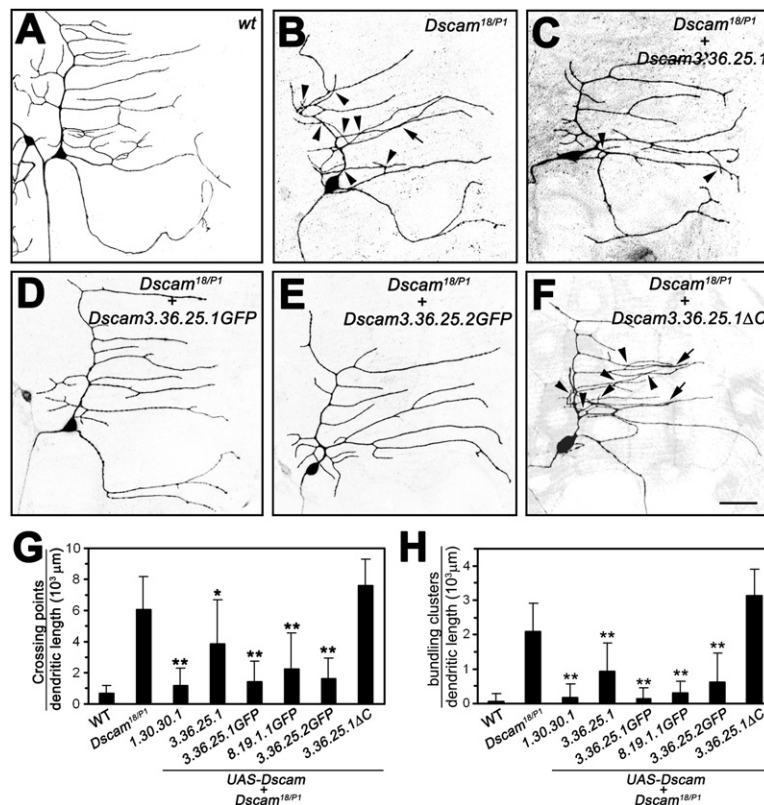 A
wt
B
Dscam18/P1
C
Dscam18/P1
+
Dscam3.36.25.1
D
Dscam18/P1
+
Dscam3.36.25.1GFP
E
Dscam18/P1
+
Dscam3.36.25.2GFP
F
Dscam18/P1
+
Dscam3.36.25.1ΔC
G
Crossing points
dendritic length (10³ μm)
10
8
6
4
2
0
*
**
**
**
**
WT
Dscam18/P1
1.30.30.1
3.36.25.1
3.36.25.1GFP
8.19.1.1GFP
3.36.25.2GFP
3.36.25.1ΔC
UAS-Dscam
+
Dscam18/P1
H
bundling clusters
dendritic length (10³ μm)
4
3
2
1
0
**
**
**
**
**
WT
Dscam18/P1
1.30.30.1
3.36.25.1
3.36.25.1GFP
8.19.1.1GFP
3.36.25.2GFP
3.36.25.1ΔC
UAS-Dscam
+
Dscam18/P1